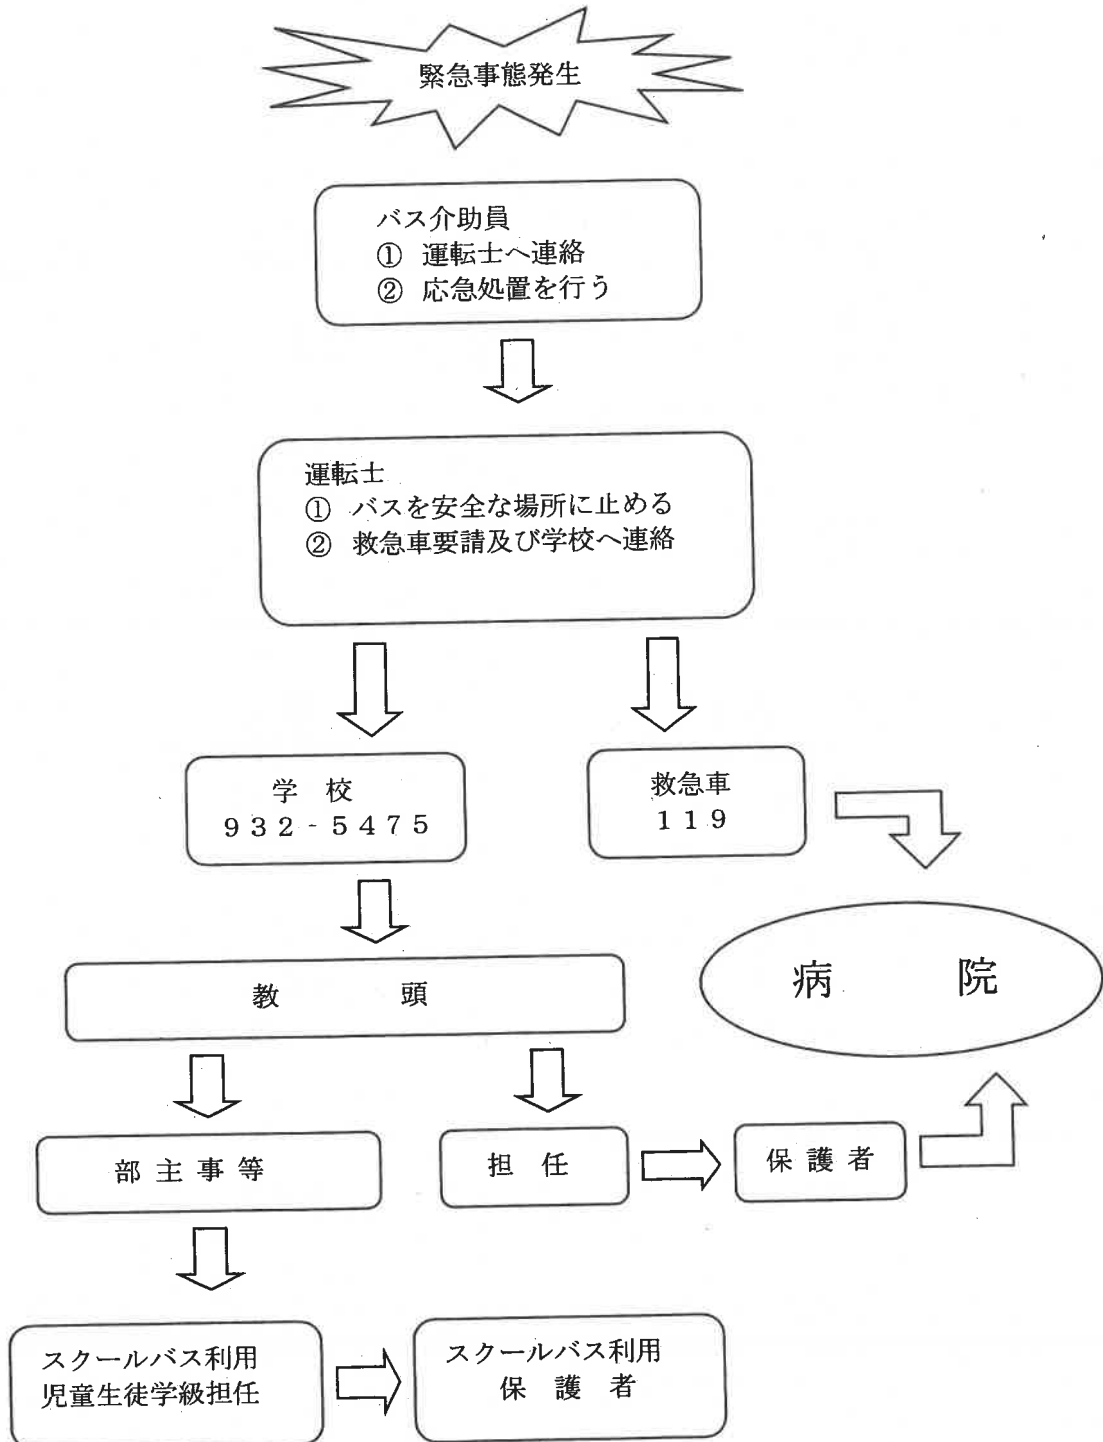 緊急事態発生
バス介助員
① 運転士へ連絡
② 応急処置を行う
運転士
① バスを安全な場所に止める
② 救急車要請及び学校へ連絡
学 校
932-5475
救急車
119
教 頭
病 院
部主事等
担 任
保護者
スクールバス利用
児童生徒学級担任
スクールバス利用
保 護 者